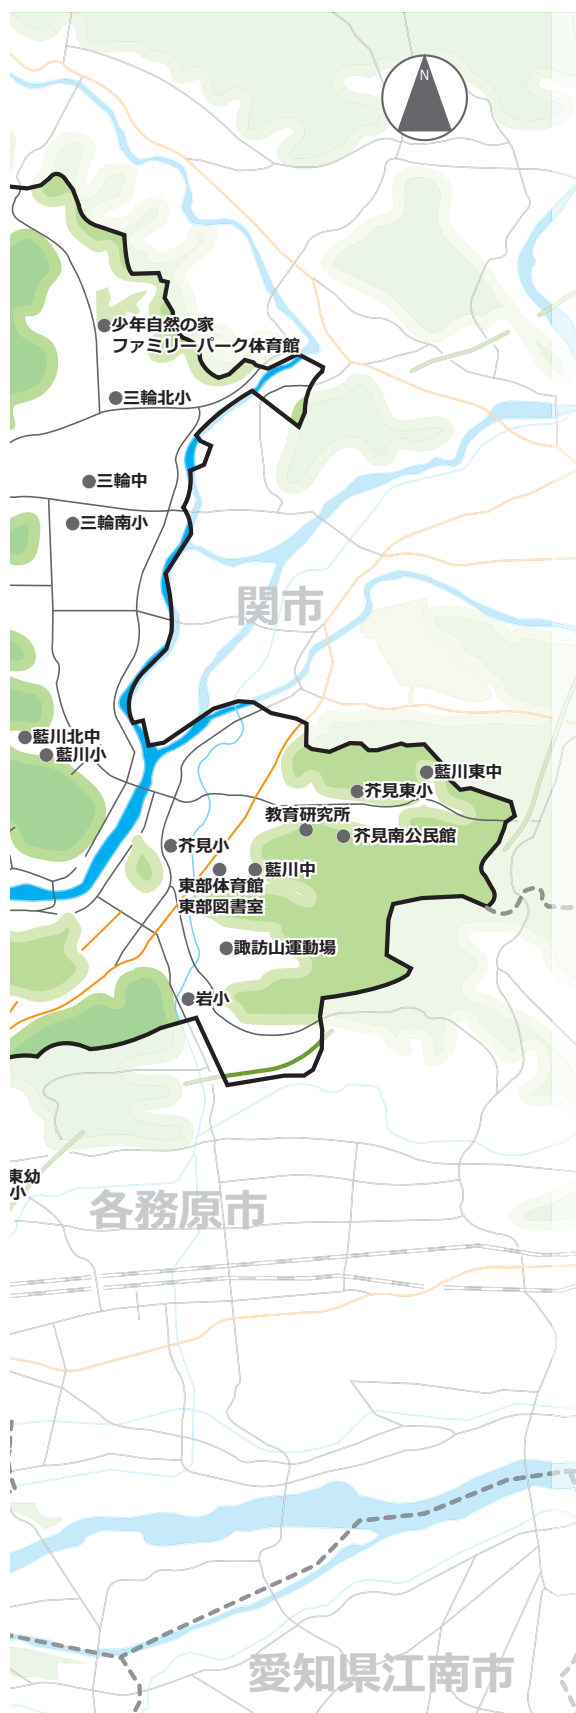 N
少年自然の家
ファミリーパーク体育館
三輪北小
三輪中
三輪南小
関市
藍川北中
藍川小
藍川東中
芥見東小
教育研究所
芥見南公民館
芥見小
藍川中
東部体育館
東部図書室
諏訪山運動場
岩小
東幼
小
各務原市
愛知県江南市